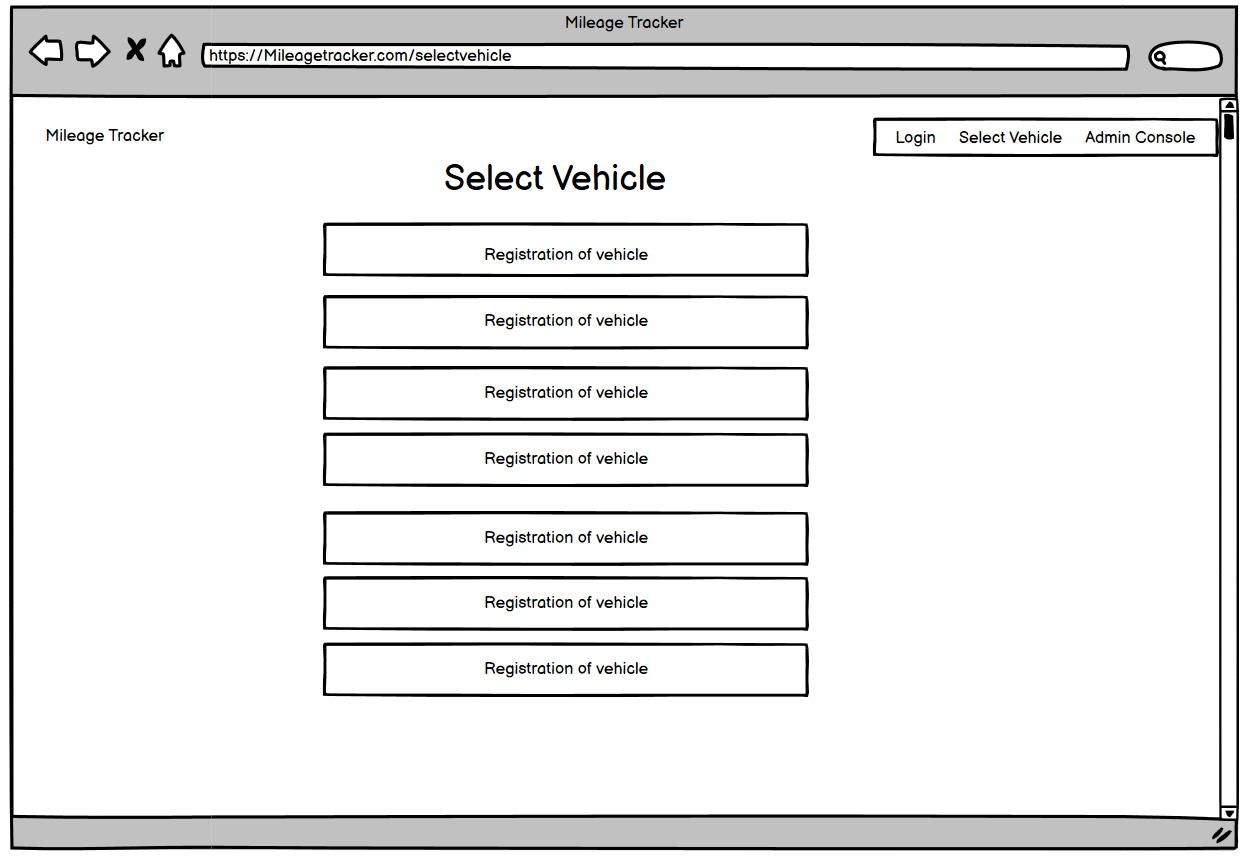 Mileage Tracker
https://Mileagetracker.com/selectvehicle
Mileage Tracker
Login Select Vehicle Admin Console
Select Vehicle
Registration of vehicle
Registration of vehicle
Registration of vehicle
Registration of vehicle
Registration of vehicle
Registration of vehicle
Registration of vehicle